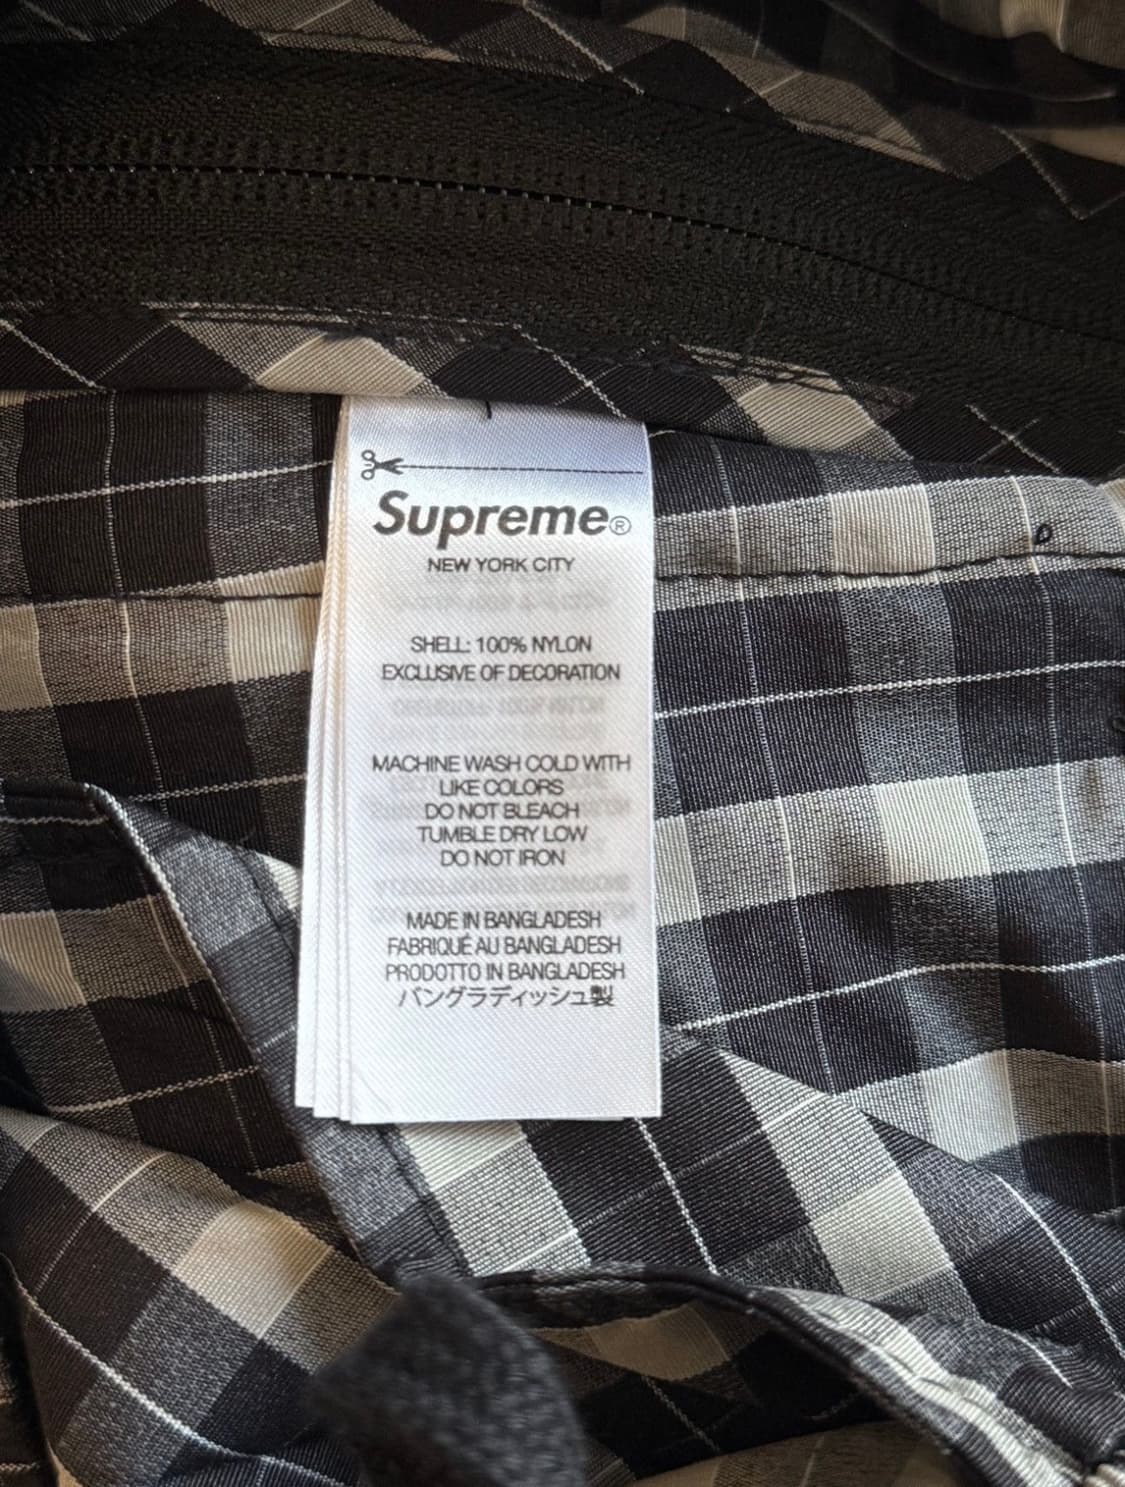 Supreme®
NEW YORK CITY
SHELL: 100% NYLON
EXCLUSIVE OF DECORATION
MACHINE WASH COLD WITH
LIKE COLORS
DO NOT BLEACH
TUMBLE DRY LOW
DO NOT IRON
MADE IN BANGLADESH
FABRIQUÉ AU BANGLADESH
PRODOTTO IN BANGLADESH
バングラディッシュ製